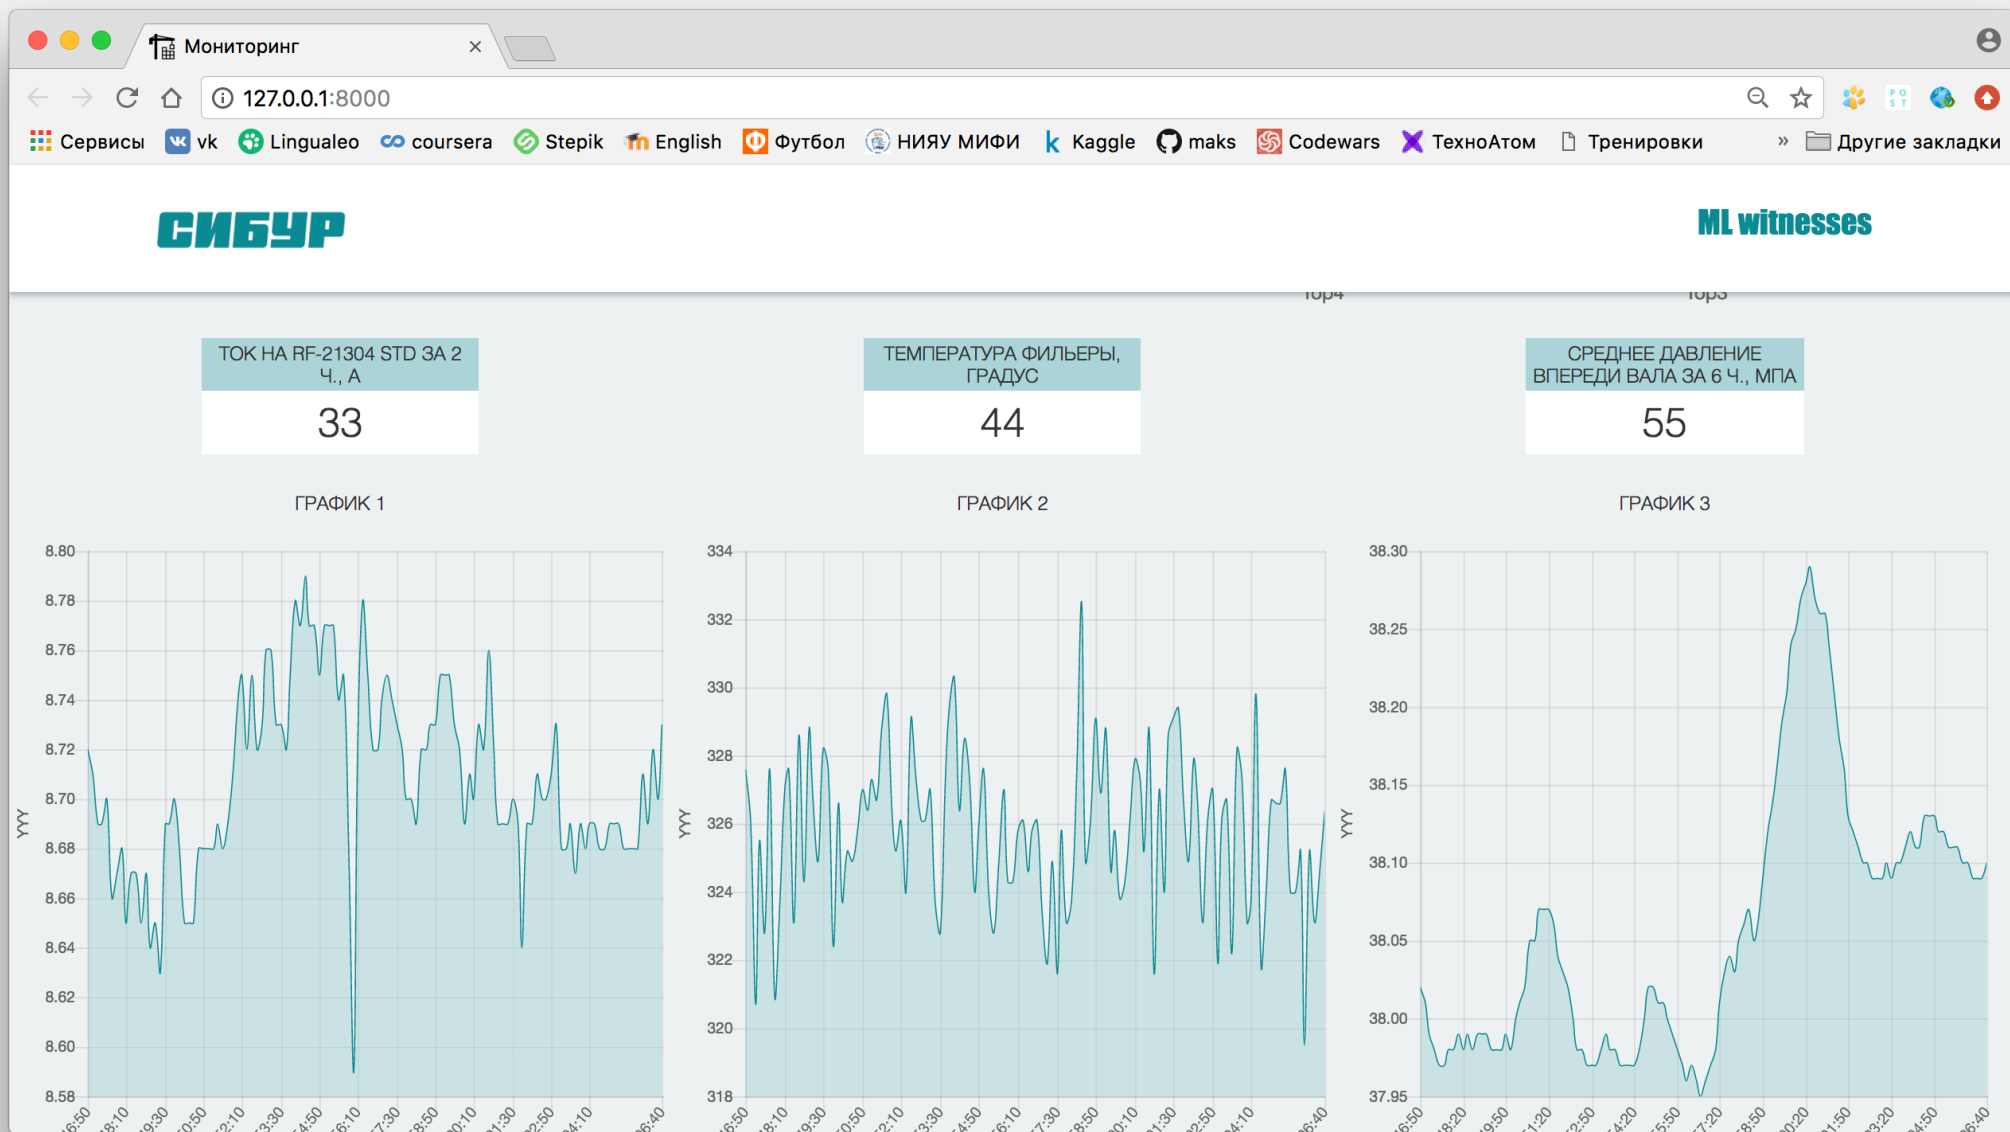 Мониторинг
127.0.0.1:8000
Сервисы vk Lingualeo coursera Stepik English Футбол НИЯУ МИФИ Kaggle maks Codewars ТехноАтом Тренировки » Другие закладки
СИБУР
ML witnesses
Top4 Top3
ТОК НА RF-21304 STD ЗА 2
Ч., А
33
ТЕМПЕРАТУРА ФИЛЬЕРЫ,
ГРАДУС
44
СРЕДНЕЕ ДАВЛЕНИЕ
ВПЕРЕДИ ВАЛА ЗА 6 Ч., МПА
55
ГРАФИК 1
YYY
8.80
8.78
8.76
8.74
8.72
8.70
8.68
8.66
8.64
8.62
8.60
8.58
ГРАФИК 2
YYY
334
332
330
328
326
324
322
320
318
ГРАФИК 3
YYY
38.30
38.25
38.20
38.15
38.10
38.05
38.00
37.95